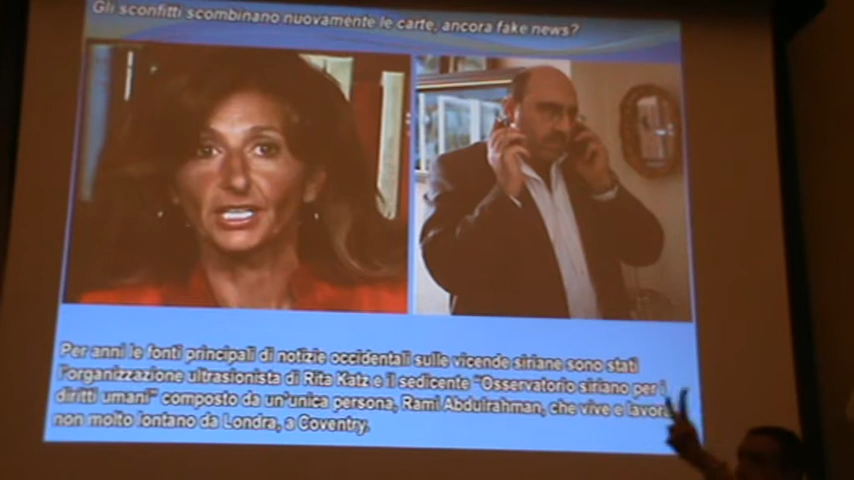 Gli sconfitti scombinano nuovamente le carte, ancora fake news?
Per anni le fonti principali di notizie occidentali sulle vicende siriane sono stati
l'organizzazione ultrasionista di Rita Katz e il sedicente "Osservatorio siriano per i
diritti umani" composto da un'unica persona, Rami Abdulrahman, che vive e lavora
non molto lontano da Londra, a Coventry.